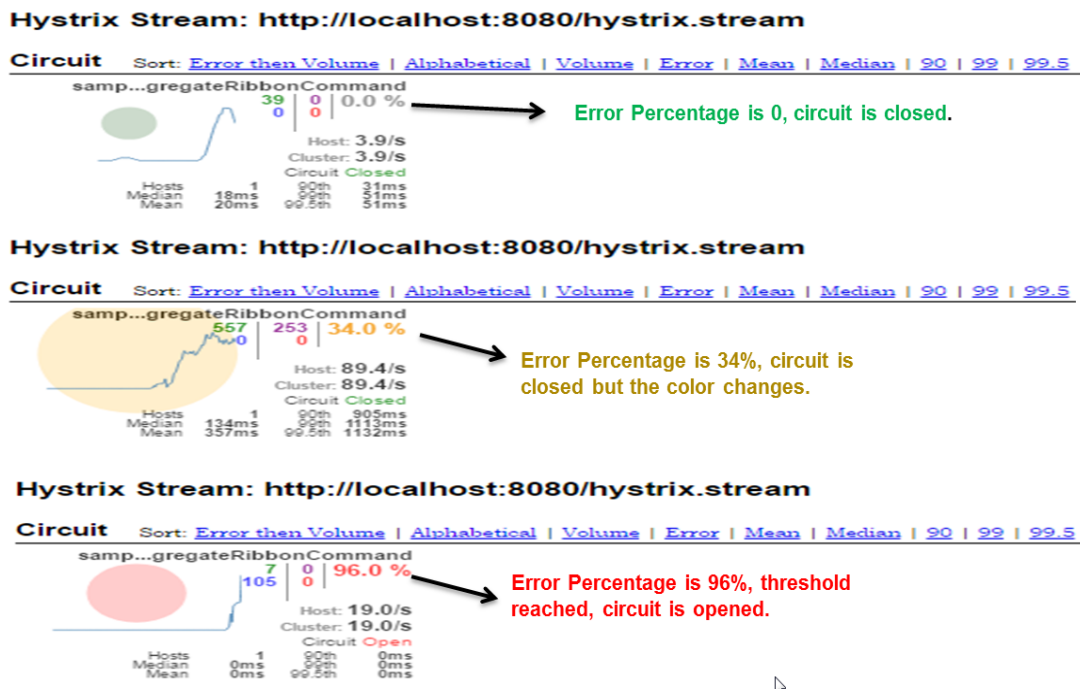 Hystrix Stream: http://localhost:8080/hystrix.stream
Circuit Sort: Error then Volume | Alphabetical | Volume | Error | Mean | Median | 90 | 99 | 99.5
samp...gregateRibbonCommand
39 | 0 | 0.0 %
0 | 0
Error Percentage is 0, circuit is closed.
Host: 3.9/s
Cluster: 3.9/s
Circuit Closed
Hosts 1 90th 31ms
Median 18ms 99th 51ms
Mean 20ms 99.5th 51ms
Hystrix Stream: http://localhost:8080/hystrix.stream
Circuit Sort: Error then Volume | Alphabetical | Volume | Error | Mean | Median | 90 | 99 | 99.5
samp...gregateRibbonCommand
557 | 253 | 34.0 %
0 | 0
Error Percentage is 34%, circuit is
closed but the color changes.
Host: 89.4/s
Cluster: 89.4/s
Circuit Closed
Hosts 1 90th 905ms
Median 134ms 99th 1113ms
Mean 357ms 99.5th 1132ms
Hystrix Stream: http://localhost:8080/hystrix.stream
Circuit Sort: Error then Volume | Alphabetical | Volume | Error | Mean | Median | 90 | 99 | 99.5
samp...gregateRibbonCommand
7 | 0 | 96.0 %
105 | 0
Error Percentage is 96%, threshold
reached, circuit is opened.
Host: 19.0/s
Cluster: 19.0/s
Circuit Open
Hosts 1 90th 0ms
Median 0ms 99th 0ms
Mean 0ms 99.5th 0ms